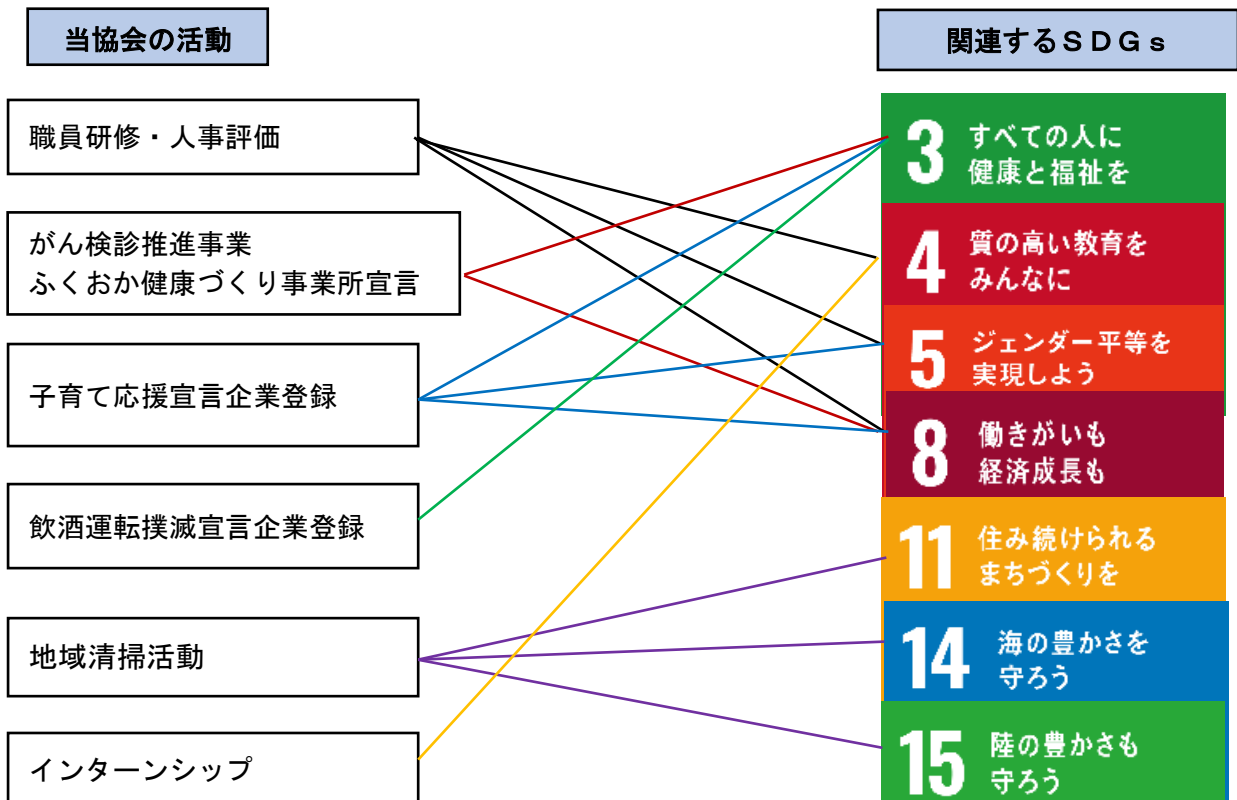 当協会の活動
関連するＳＤＧｓ
職員研修・人事評価
がん検診推進事業
ふくおか健康づくり事業所宣言
子育て応援宣言企業登録
飲酒運転撲滅宣言企業登録
地域清掃活動
インターンシップ
3 すべての人に
健康と福祉を
4 質の高い教育を
みんなに
5 ジェンダー平等を
実現しよう
8 働きがいも
経済成長も
11 住み続けられる
まちづくりを
14 海の豊かさを
守ろう
15 陸の豊かさも
守ろう